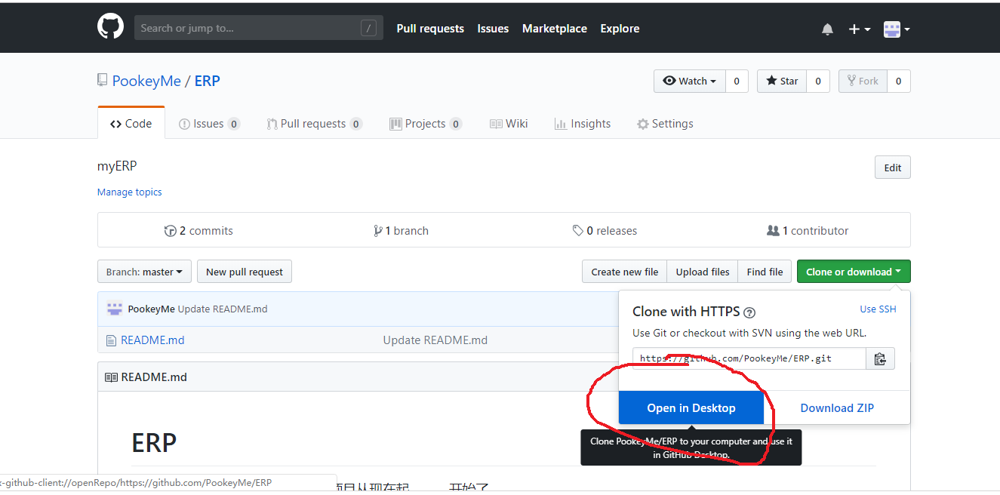 Search or jump to... / Pull requests Issues Marketplace Explore
PookeyMe / ERP Watch 0 Star 0 Fork 0
Code Issues 0 Pull requests 0 Projects 0 Wiki Insights Settings
myERP Edit
Manage topics
2 commits 1 branch 0 releases 1 contributor
Branch: master New pull request Create new file Upload files Find file Clone or download
PookeyMe Update README.md
README.md Update README.md
Clone with HTTPS ? Use SSH
Use Git or checkout with SVN using the web URL.
https://github.com/PookeyMe/ERP.git
Open in Desktop Download ZIP
Clone PookeyMe/ERP to your computer and use it
in GitHub Desktop.
README.md
ERP
项目从现在起 开始了
x-github-client://openRepo/https://github.com/PookeyMe/ERP